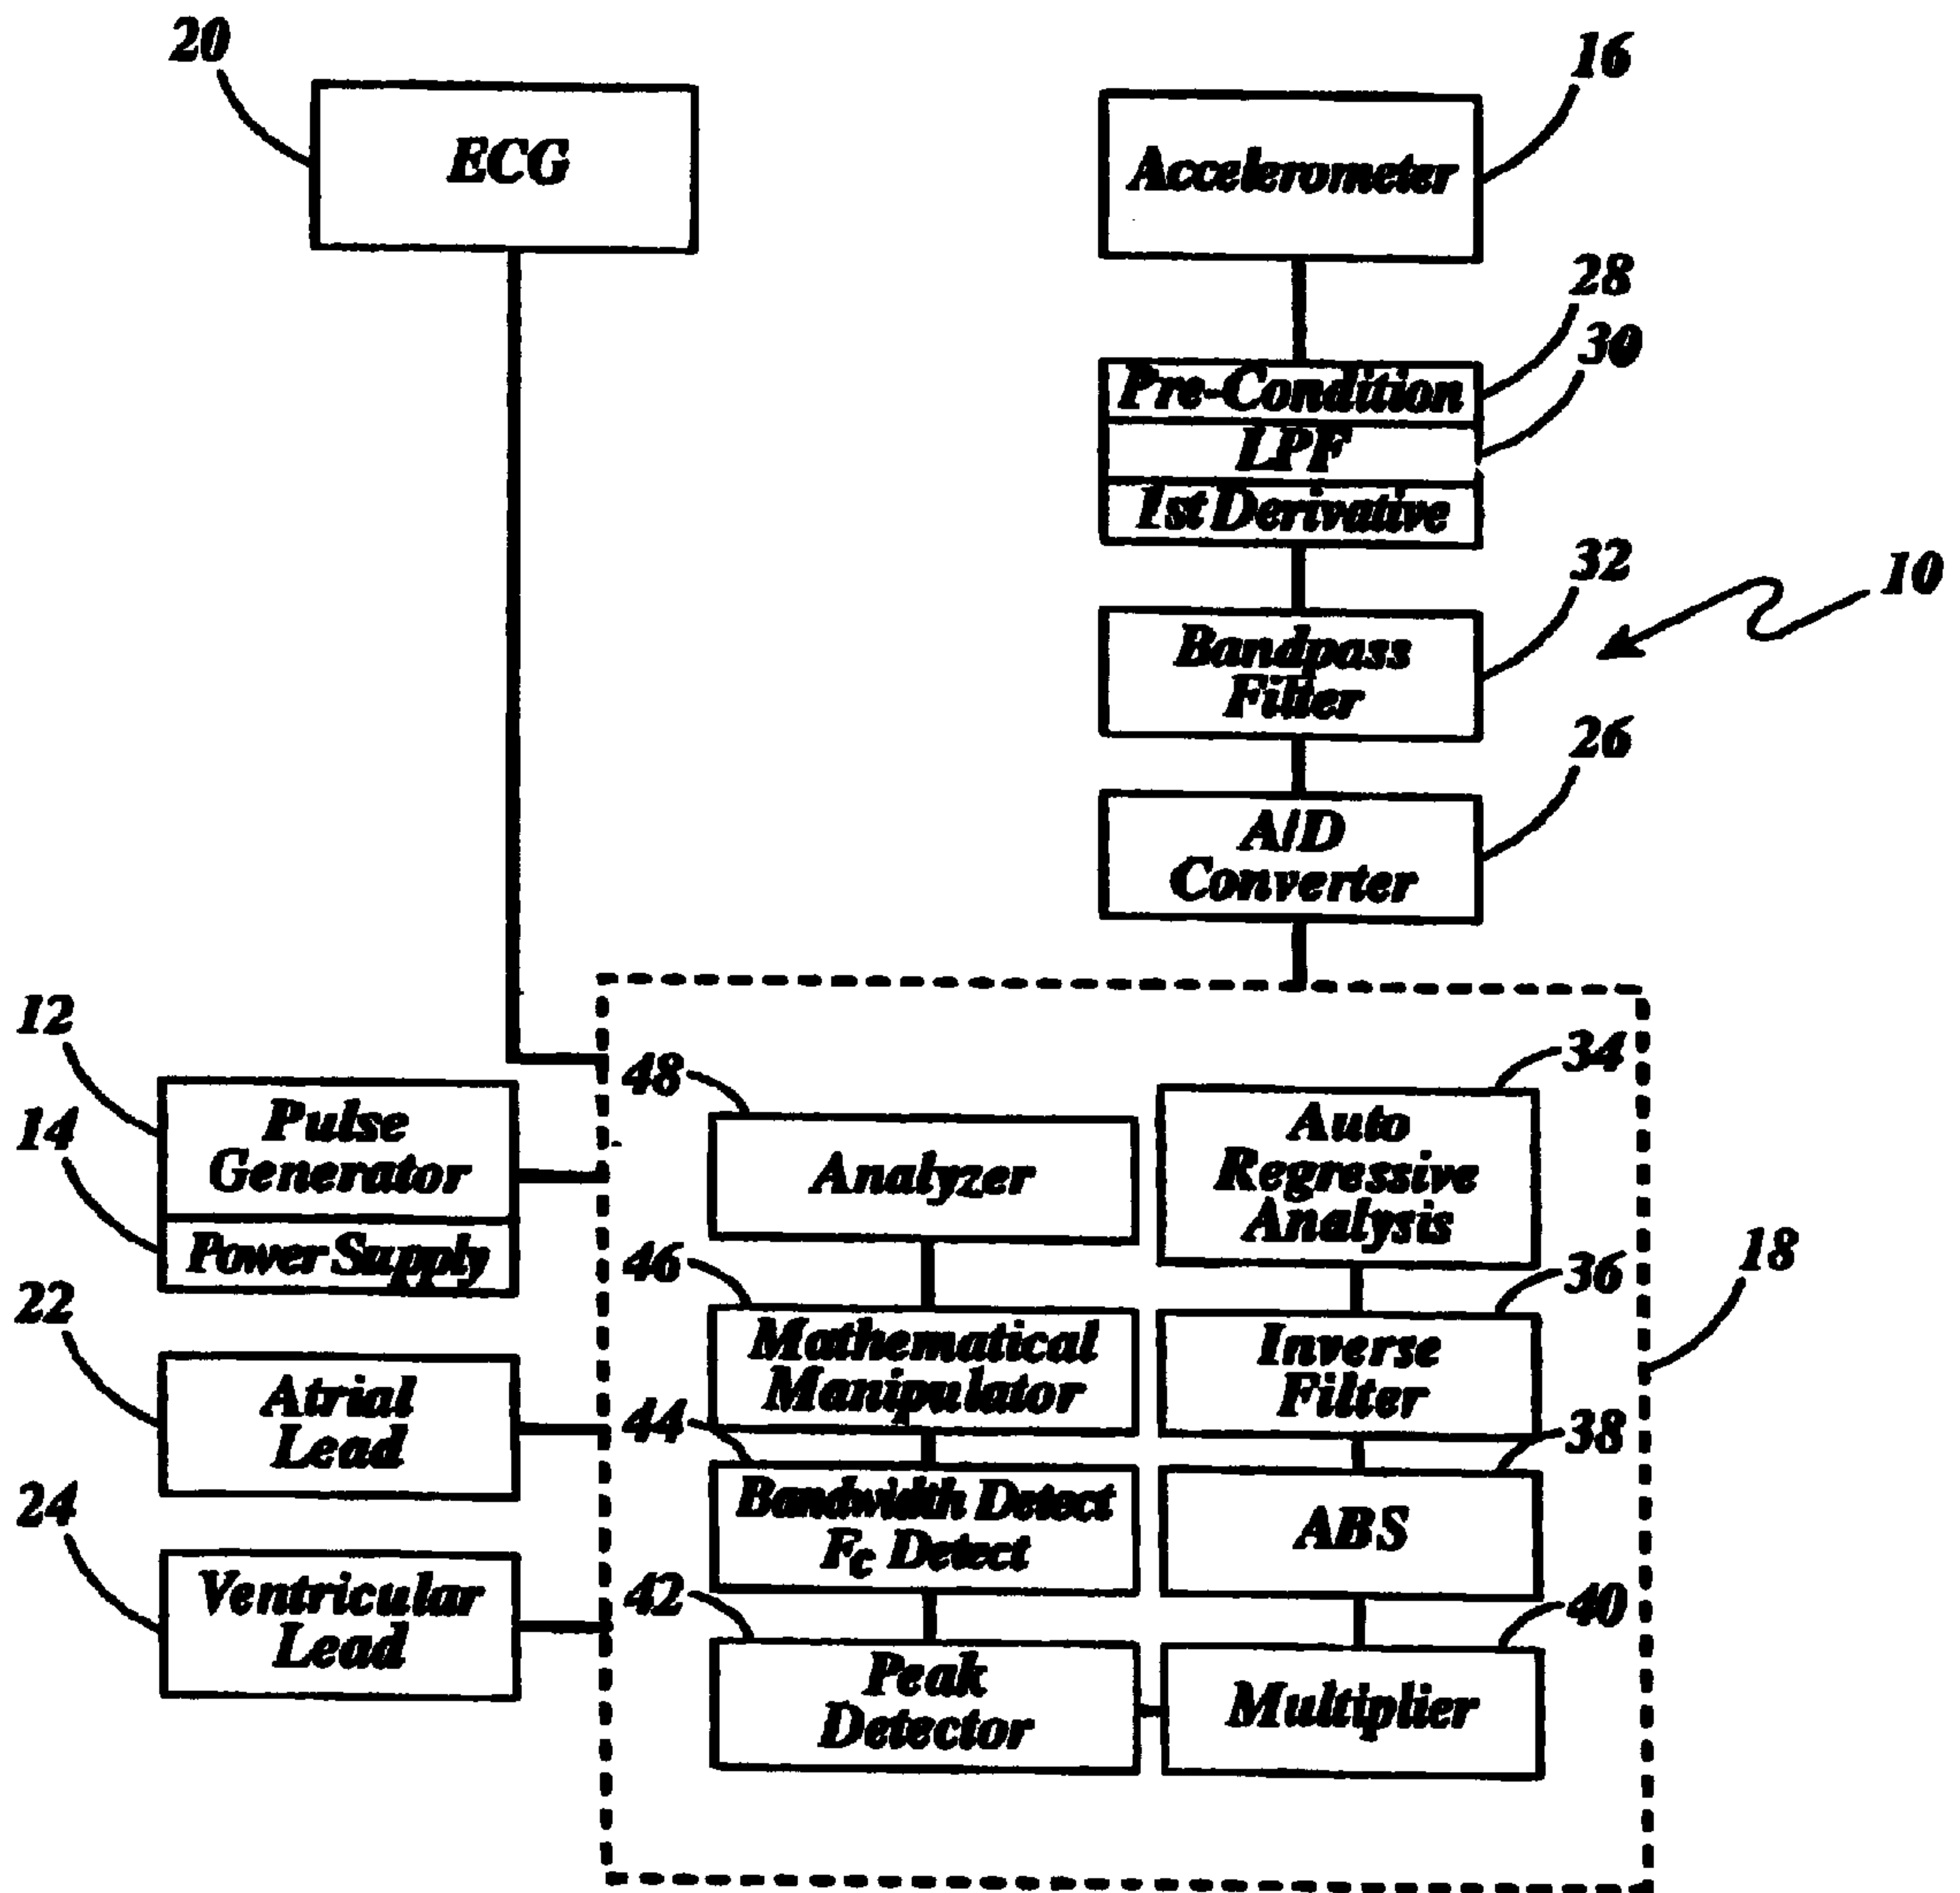 20
ECG
16
Accelerometer
28
30
Pre-Condition
LPF
1st Derivative
32
10
Bandpass
Filter
26
A/D
Converter
12
14
Pulse
Generator
Power Supply
22
Atrial
Lead
24
Ventricular
Lead
48
Analyzer
46
Mathematical
Manipulator
44
Bandwidth Detect
Fc Detect
42
Peak
Detector
34
Auto
Regressive
Analysis
36
Inverse
Filter
38
ABS
40
Multiplier
18